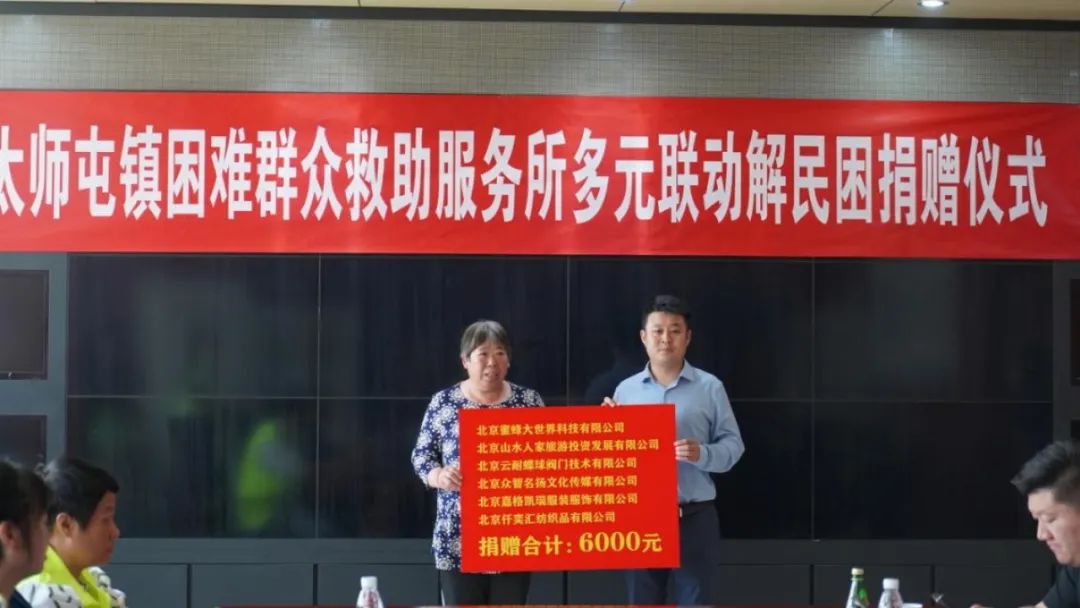 太师屯镇困难群众救助服务所多元联动解民困捐赠仪式
北京蜜蜂大世界科技有限公司
北京山水人家旅游投资发展有限公司
北京云耐蝶球阀门技术有限公司
北京众智名扬文化传媒有限公司
北京嘉格凯瑞服装服饰有限公司
北京仟奕汇纺织品有限公司
捐赠合计：6000元